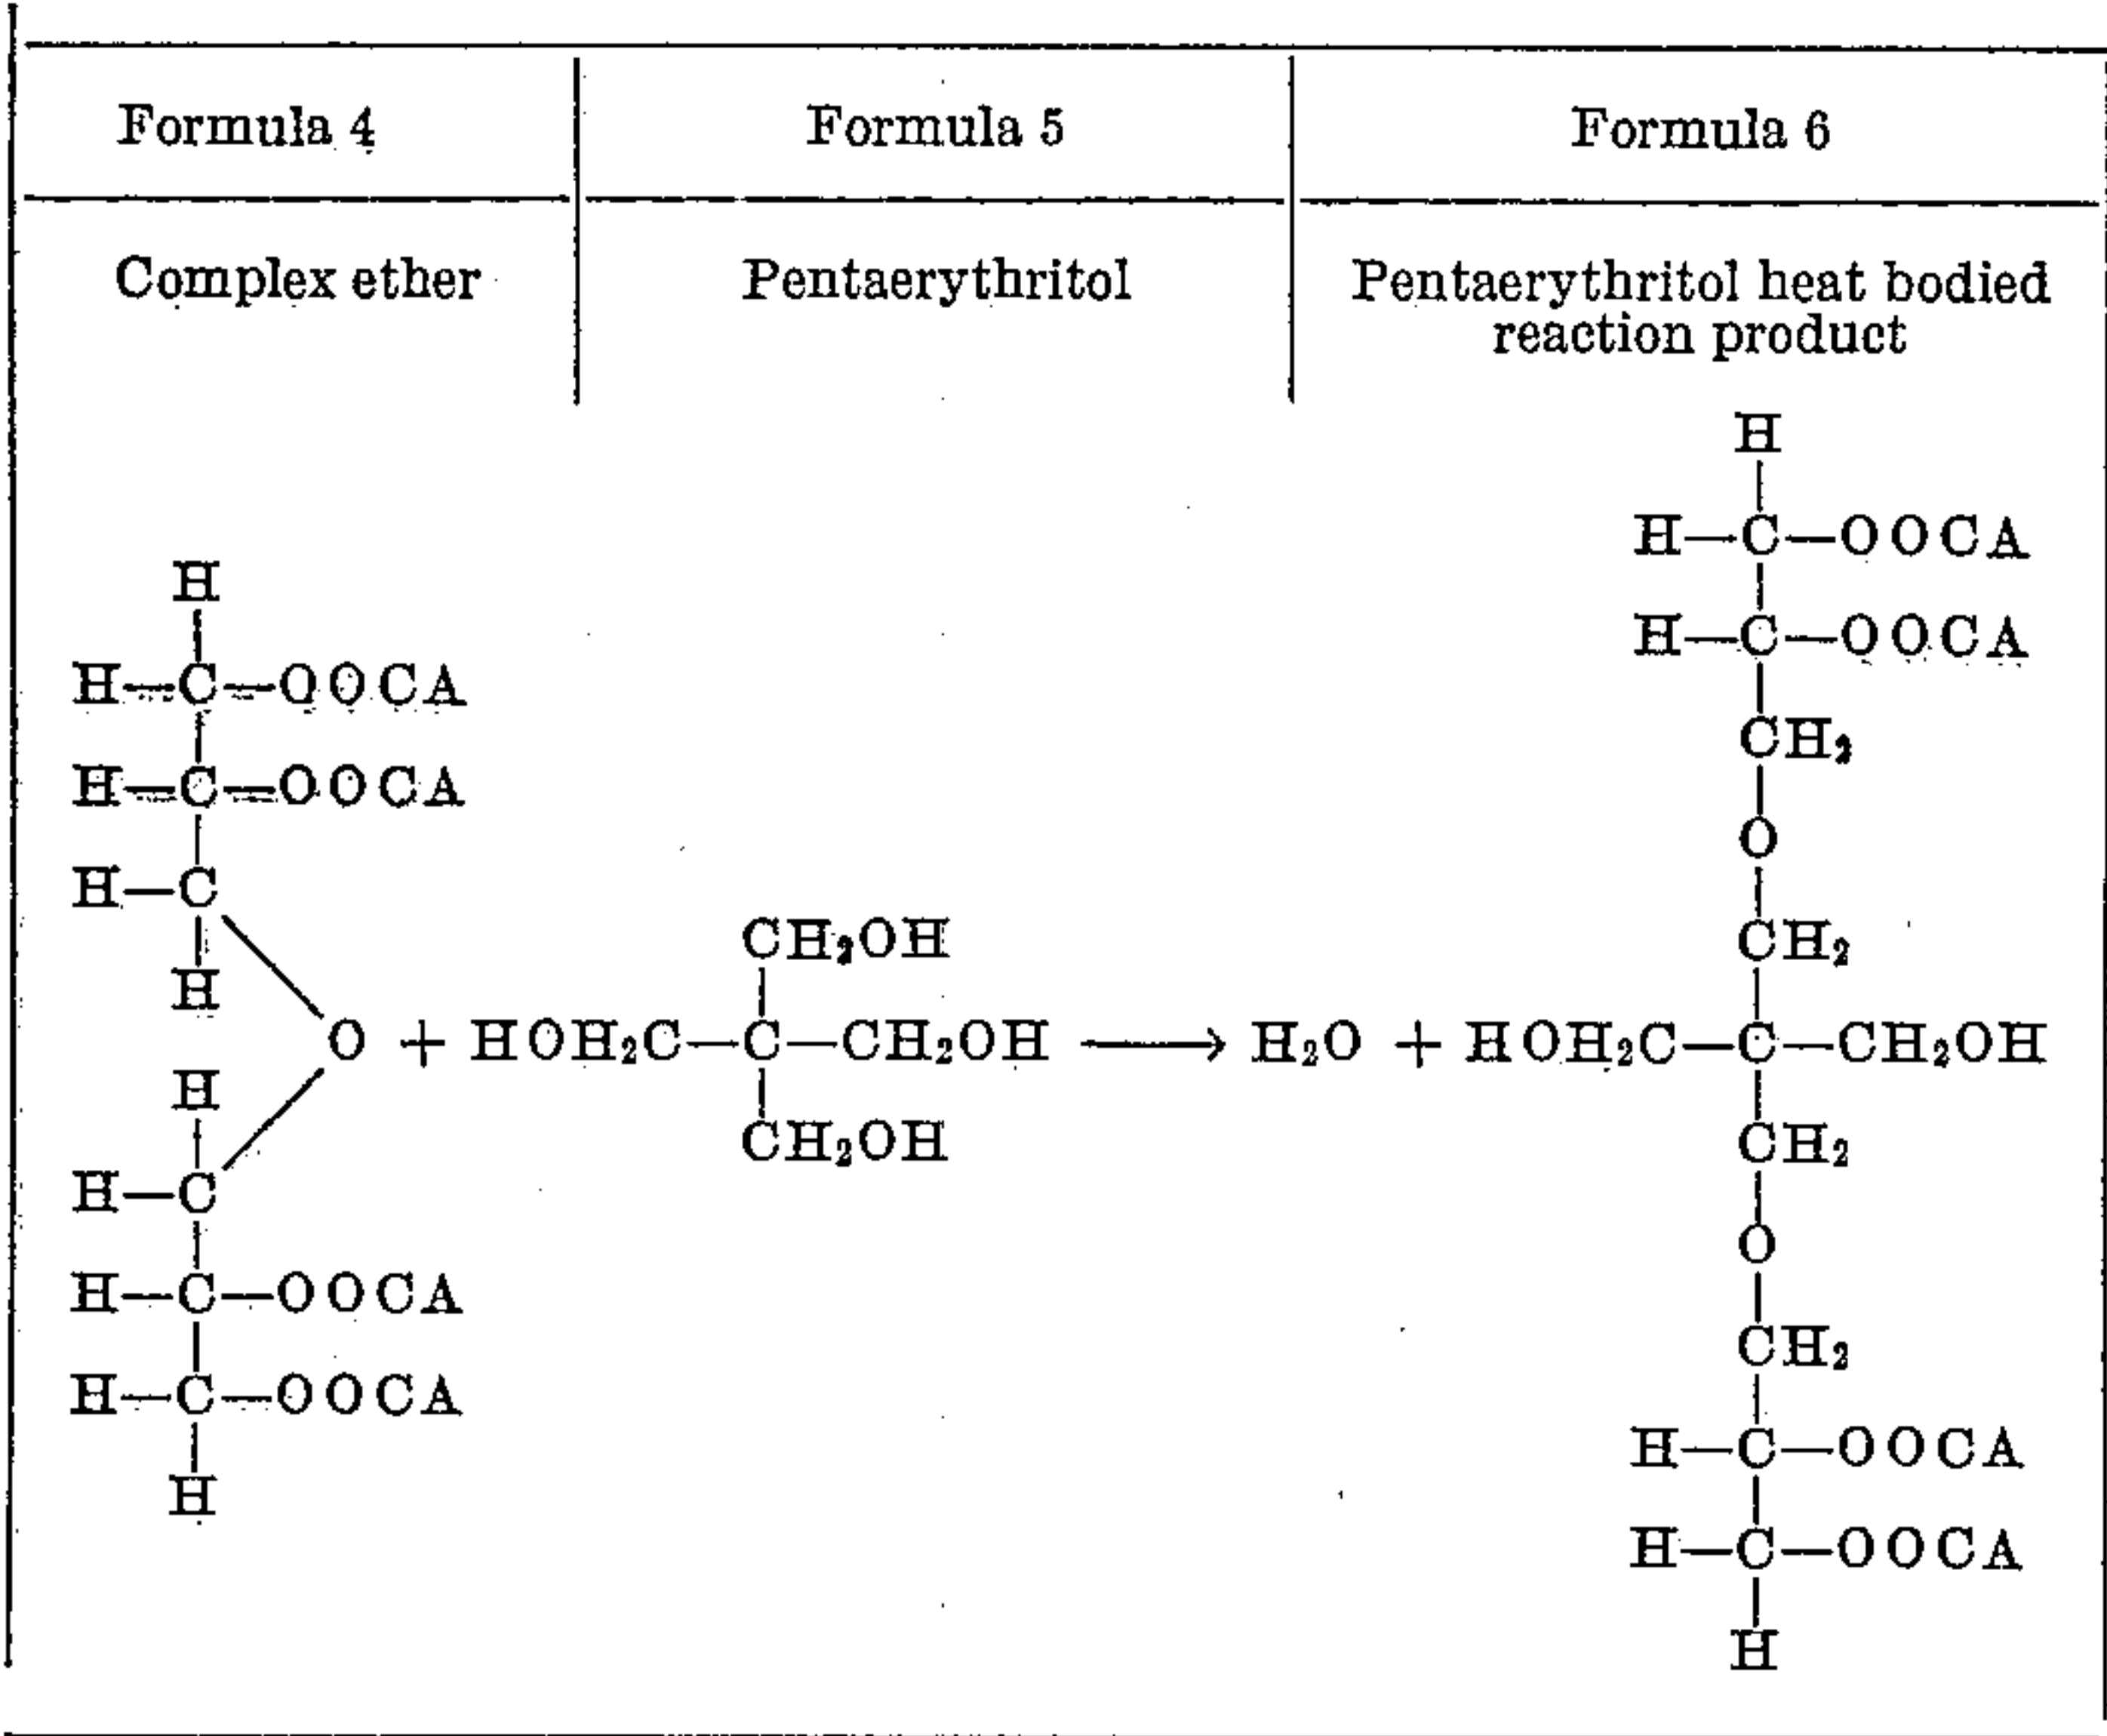 Formula 4 Formula 5 Formula 6
Complex ether Pentaerythritol Pentaerythritol heat bodied
reaction product
H
H—C—OOCA
H—C—OOCA
CH₂
O
CH₂
HOH₂C—C—CH₂OH
CH₂
O
CH₂
H—C—OOCA
H—C—OOCA
H
H
H—C—OOCA
H—C—OOCA
H—C
H
O + HOH₂C—C—CH₂OH ⟶ H₂O +
CH₂OH
CH₂OH
H
H—C
H—C—OOCA
H—C—OOCA
H